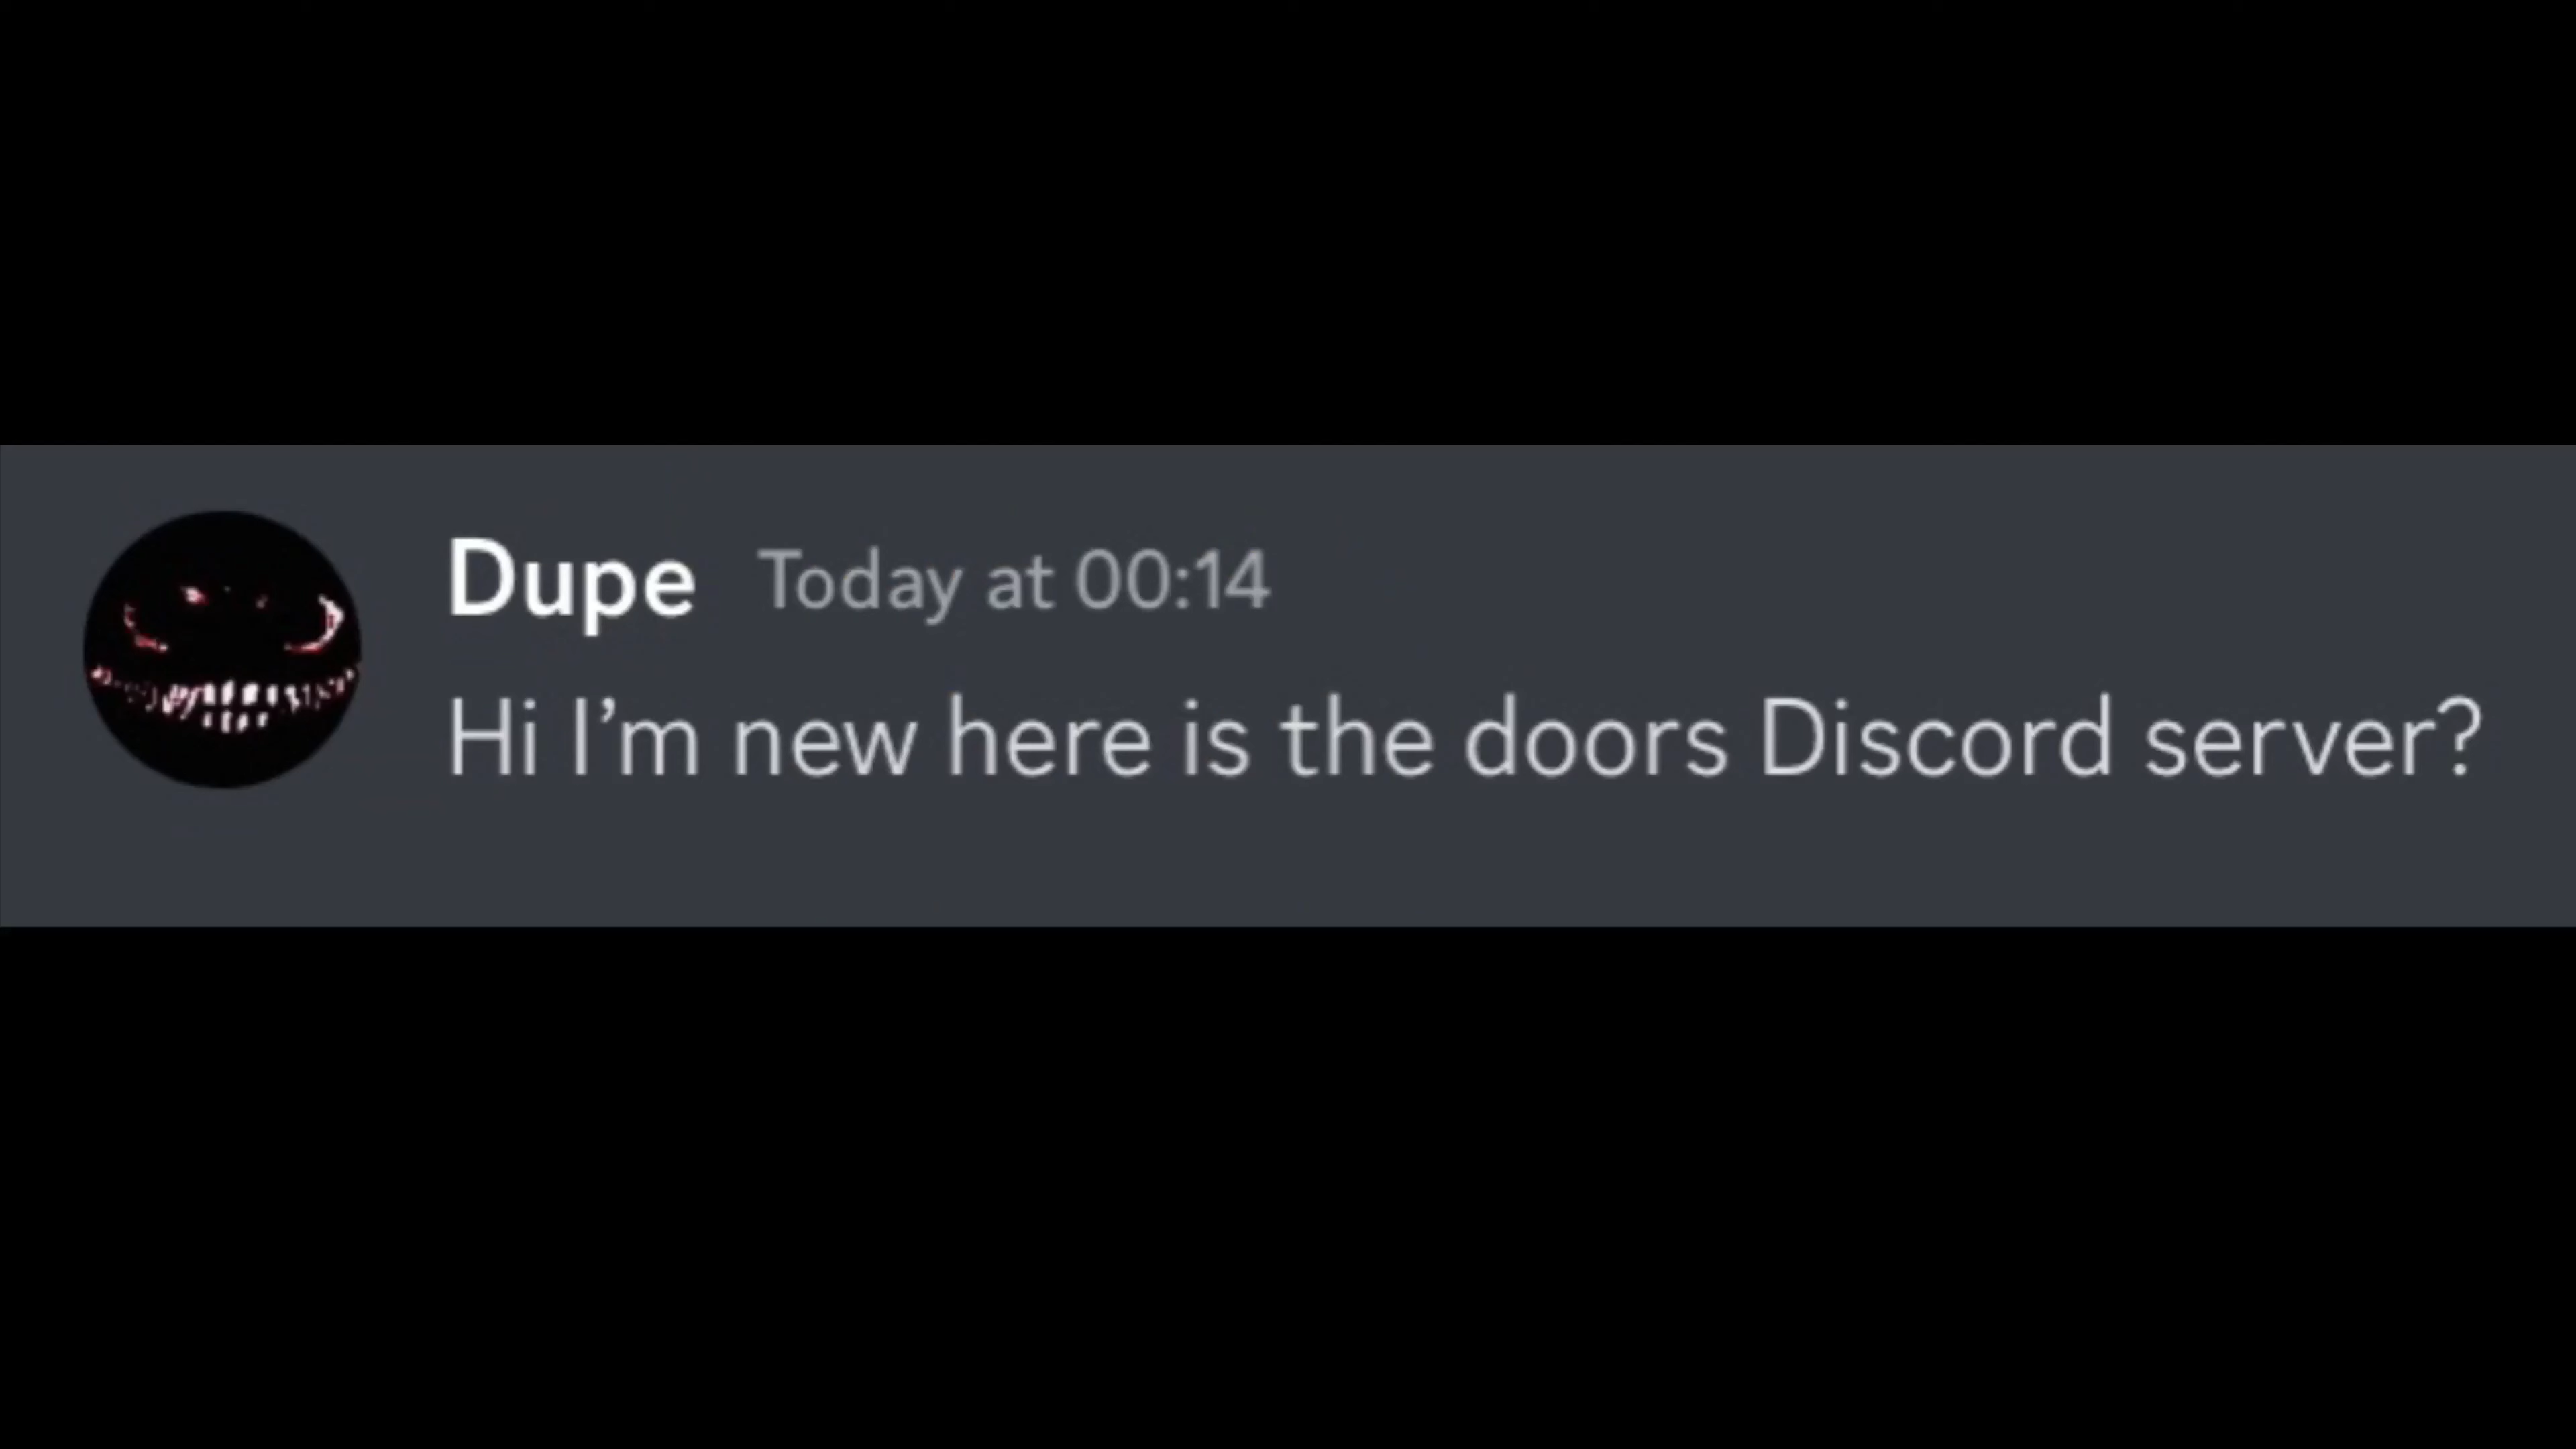 Dupe Today at 00:14
Hi I’m new here is the doors Discord server?